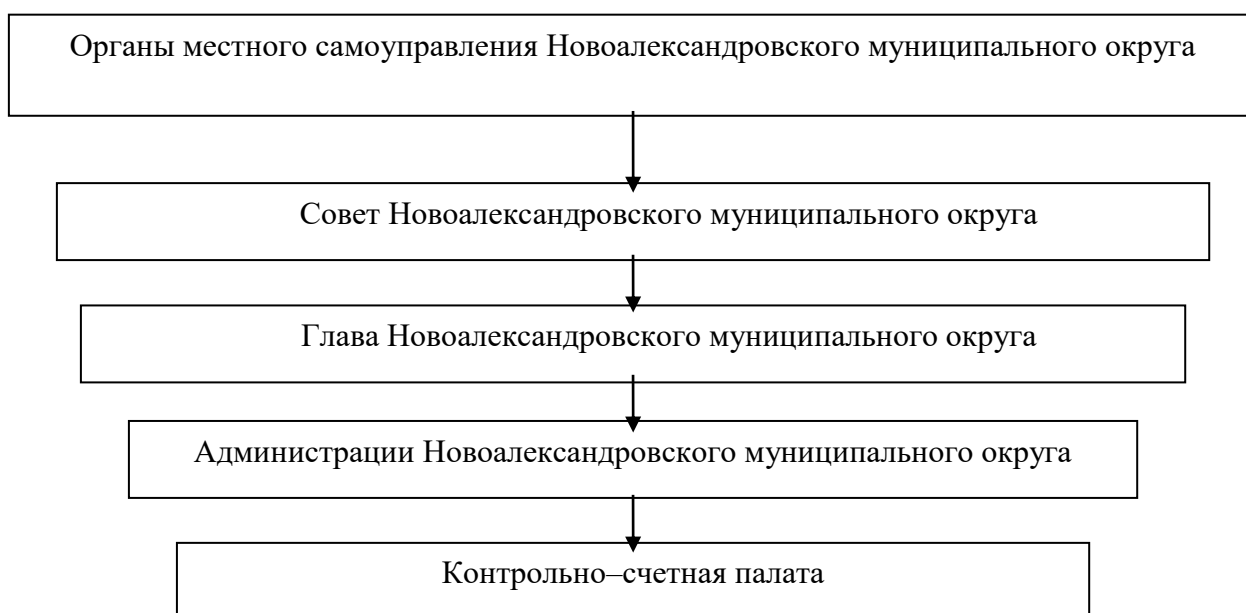 Органы местного самоуправления Новоалександровского муниципального округа
Совет Новоалександровского муниципального округа
Глава Новоалександровского муниципального округа
Администрации Новоалександровского муниципального округа
Контрольно–счетная палата